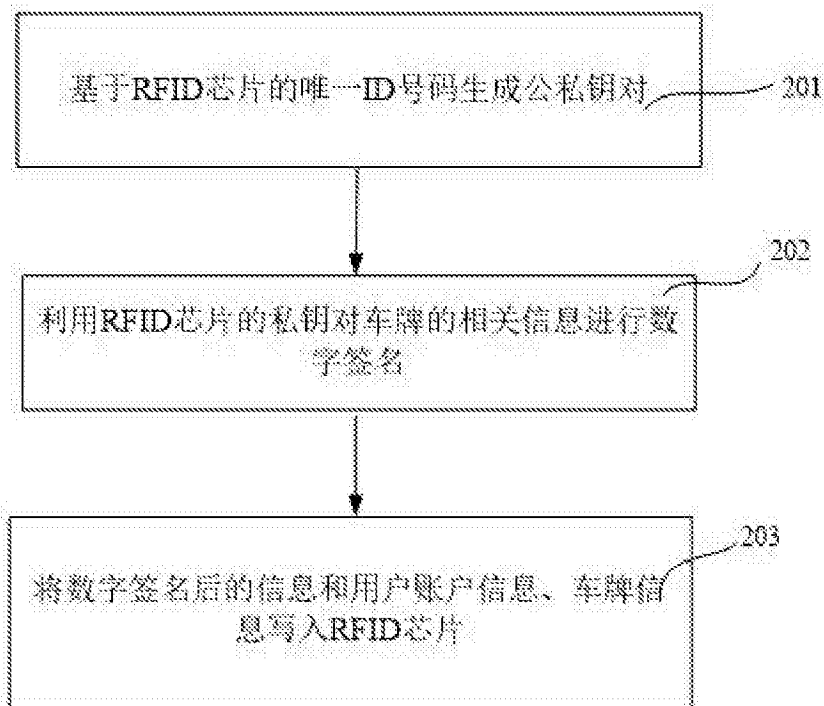 基于RFID芯片的唯一ID号码生成公私钥对
201
202
利用RFID芯片的私钥对车牌的相关信息进行数
字签名
203
将数字签名后的信息和用户账户信息、车牌信
息写入RFID芯片